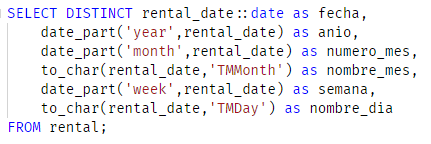 SELECT DISTINCT rental_date::date as fecha,
    date_part('year',rental_date) as anio,
    date_part('month',rental_date) as numero_mes,
    to_char(rental_date,'TMMonth') as nombre_mes,
    date_part('week',rental_date) as semana,
    to_char(rental_date,'TMDay') as nombre_dia
FROM rental;